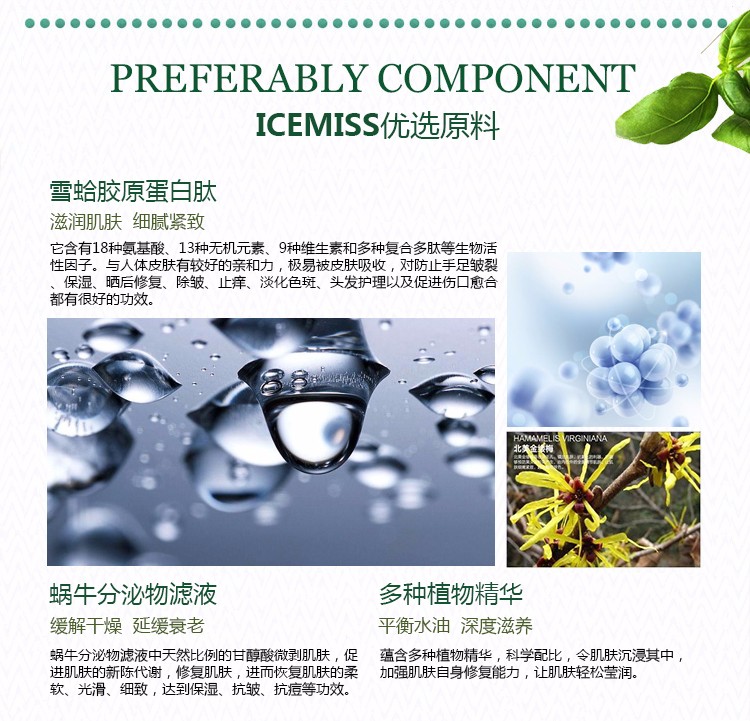 PREFERABLY COMPONENT
ICEMISS优选原料
雪蛤胶原蛋白肽
滋润肌肤 细腻紧致
它含有18种氨基酸、13种无机元素、9种维生素和多种复合多肽等生物活
性因子。与人体皮肤有较好的亲和力，极易被皮肤吸收，对防止手足皱裂
、保湿、晒后修复、除皱、止痒、淡化色斑、头发护理以及促进伤口愈合
都有很好的功效。
HAMAMELIS VIRGINIANA
北美金缕梅
蜗牛分泌物滤液
缓解干燥 延缓衰老
蜗牛分泌物滤液中天然比例的甘醇酸微剥肌肤，促
进肌肤的新陈代谢，修复肌肤，进而恢复肌肤的柔
软、光滑、细致，达到保湿、抗皱、抗痘等功效。
多种植物精华
平衡水油 深度滋养
蕴含多种植物精华，科学配比，令肌肤沉浸其中，
加强肌肤自身修复能力，让肌肤轻松莹润。